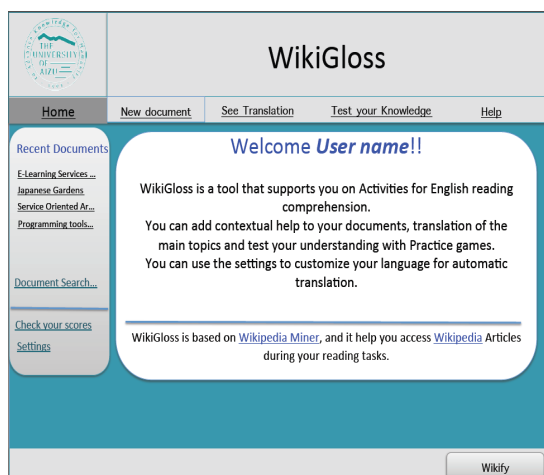 THE
UNIVERSITY
OF
AIZU
WikiGloss
Home
New document
See Translation
Test your Knowledge
Help
Recent Documents
E-Learning Services ...
Japanese Gardens
Service Oriented Ar...
Programming tools...
Document Search...
Check your scores
Settings
Welcome User name!!
WikiGloss is a tool that supports you on Activities for English reading
comprehension.
You can add contextual help to your documents, translation of the
main topics and test your understanding with Practice games.
You can use the settings to customize your language for automatic
translation.
WikiGloss is based on Wikipedia Miner, and it help you access Wikipedia Articles
during your reading tasks.
Wikify